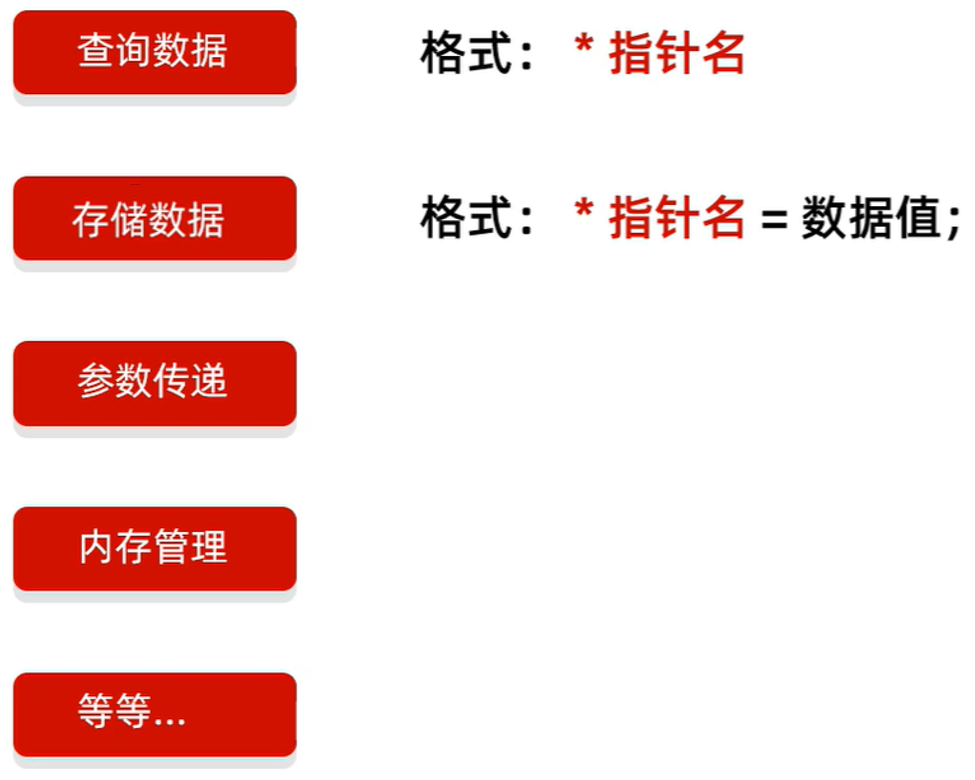 查询数据 格式： * 指针名
存储数据 格式： * 指针名 = 数据值;
参数传递
内存管理
等等...